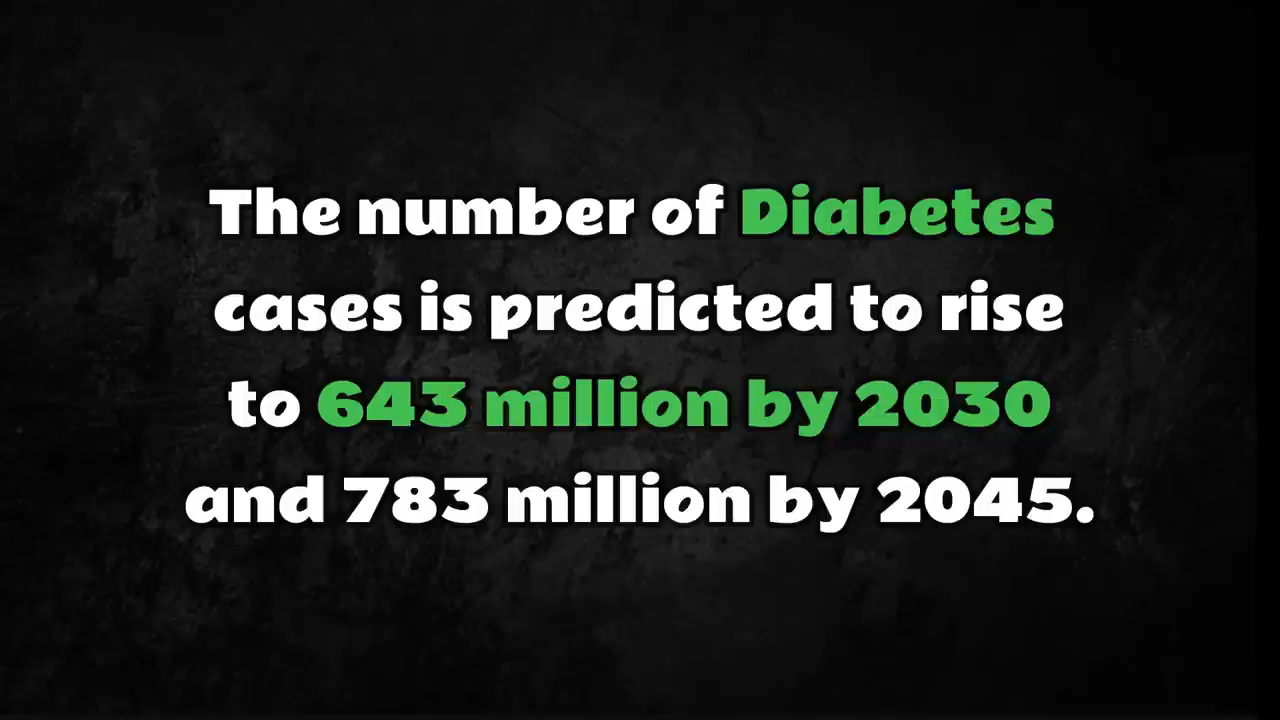 The number of Diabetes
cases is predicted to rise
to 643 million by 2030
and 783 million by 2045.